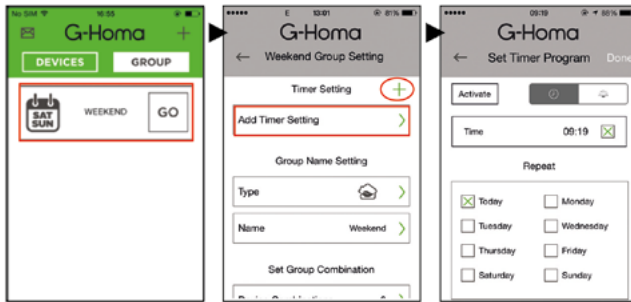 No SIM 16:55
G-Homa
DEVICES GROUP
SAT
SUN
WEEKEND GO
E 13:01 81%
G-Homa
Weekend Group Setting
Timer Setting
Add Timer Setting
Group Name Setting
Type
Name Weekend
Set Group Combination
09:19 88%
G-Homa
Set Timer Program Done
Activate
Time 09:19
Repeat
Today Monday
Tuesday Wednesday
Thursday Friday
Saturday Sunday